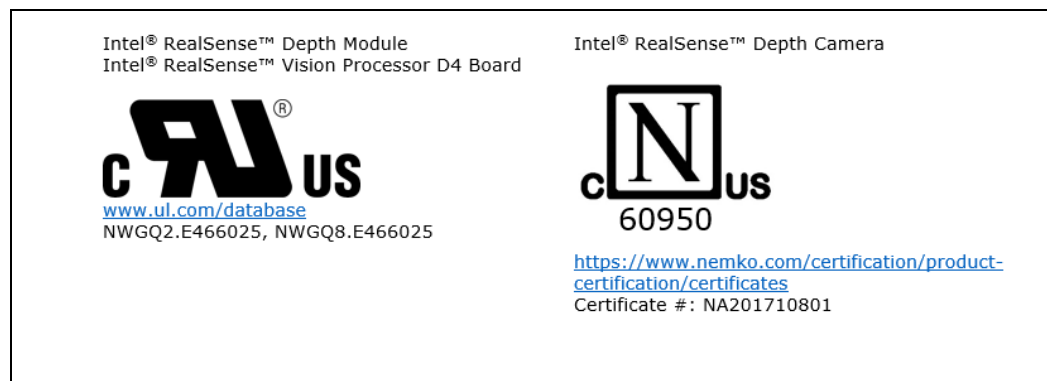 Intel® RealSense™ Depth Module
Intel® RealSense™ Vision Processor D4 Board
c RU® US
www.ul.com/database
NWGQ2.E466025, NWGQ8.E466025
Intel® RealSense™ Depth Camera
c N US
60950
https://www.nemko.com/certification/product-
certification/certificates
Certificate #: NA201710801